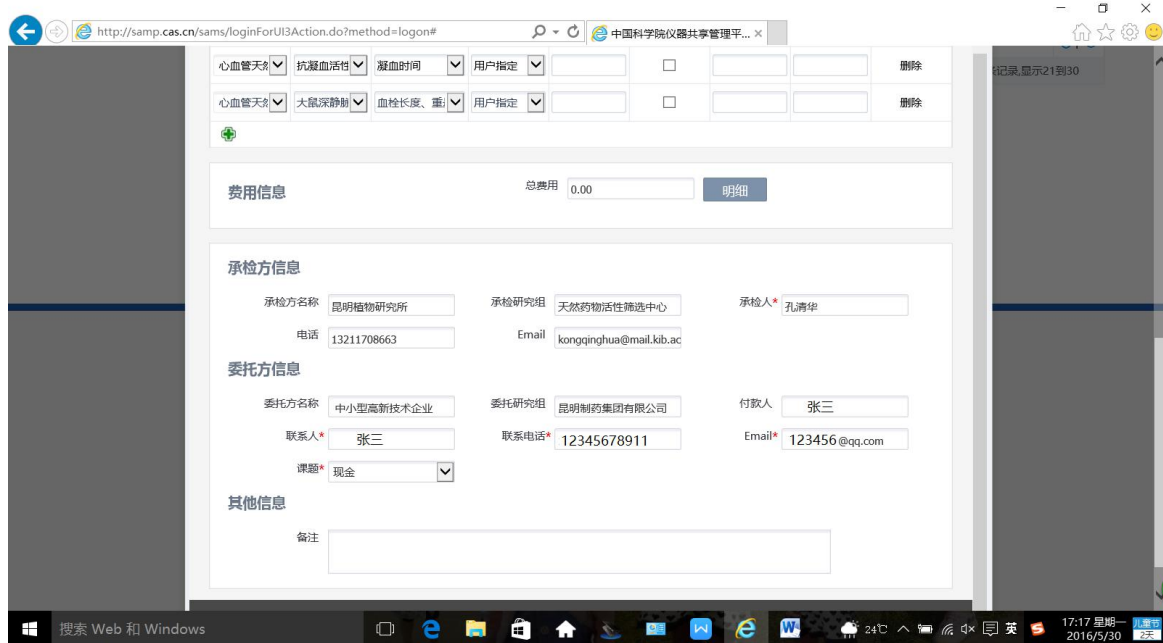 http://samp.cas.cn/sams/loginForUI3Action.do?method=logon#
中国科学院仪器共享管理平... ×
心血管天 抗凝血活性 凝血时间 用户指定 删除
条记录,显示21到30
心血管天 大鼠深静脉 血栓长度、重 用户指定 删除
费用信息 总费用 0.00 明细
承检方信息
承检方名称 昆明植物研究所 承检研究组 天然药物活性筛选中心 承检人* 孔清华
电话 13211708663 Email kongqinghua@mail.kib.ac
委托方信息
委托方名称 中小型高新技术企业 委托研究组 昆明制药集团有限公司 付款人 张三
联系人* 张三 联系电话* 12345678911 Email* 123456@qq.com
课题* 现金
其他信息
备注
搜索 Web 和 Windows 24℃ 英 17:17 星期一 儿童节
2016/5/30 2天